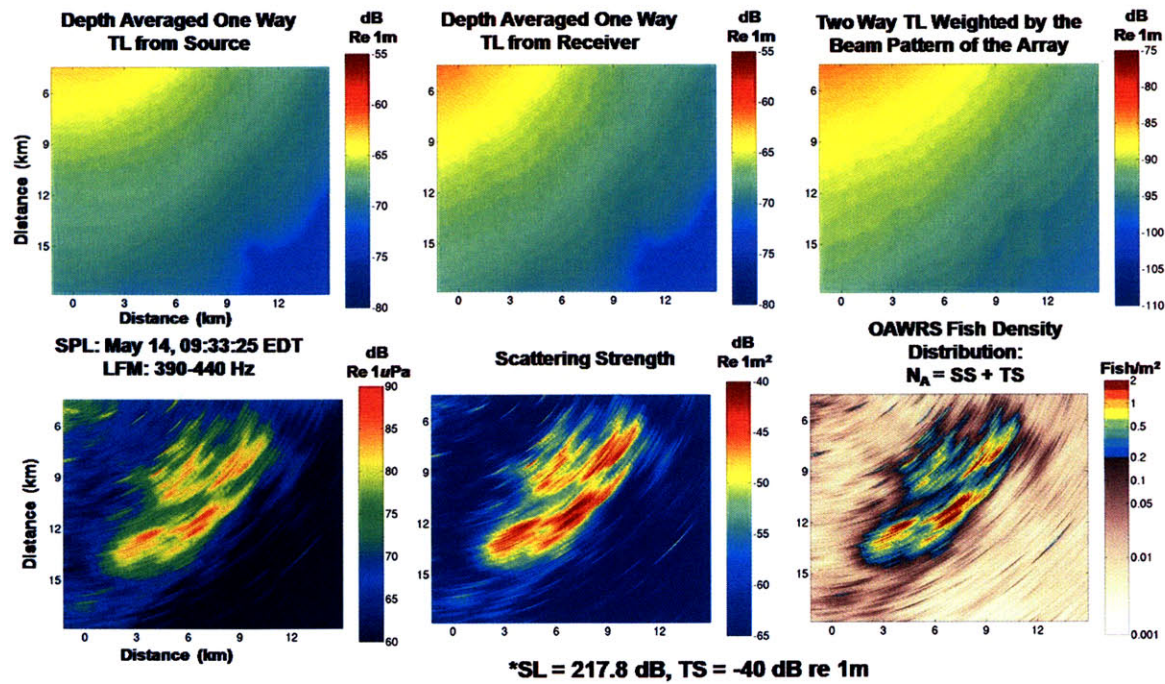 Depth Averaged One Way
TL from Source
dB
Re 1m
-55
-60
-65
-70
-75
-80
6
9
12
15
Distance (km)
0 3 6 9 12
Distance (km)
Depth Averaged One Way
TL from Receiver
dB
Re 1m
-55
-60
-65
-70
-75
-80
6
9
12
15
0 3 6 9 12
Two Way TL Weighted by the
Beam Pattern of the Array
dB
Re 1m
-75
-80
-85
-90
-95
-100
-105
-110
6
9
12
15
0 3 6 9 12
SPL: May 14, 09:33:25 EDT
LFM: 390-440 Hz
dB
Re 1uPa
90
85
80
75
70
65
60
6
9
12
15
Distance (km)
0 3 6 9 12
Distance (km)
Scattering Strength
dB
Re 1m²
-40
-45
-50
-55
-60
-65
6
9
12
15
0 3 6 9 12
OAWRS Fish Density
Distribution:
N_A = SS + TS
Fish/m²
2
1
0.5
0.2
0.1
0.05
0.01
0.001
6
9
12
15
0 3 6 9 12
*SL = 217.8 dB, TS = -40 dB re 1m